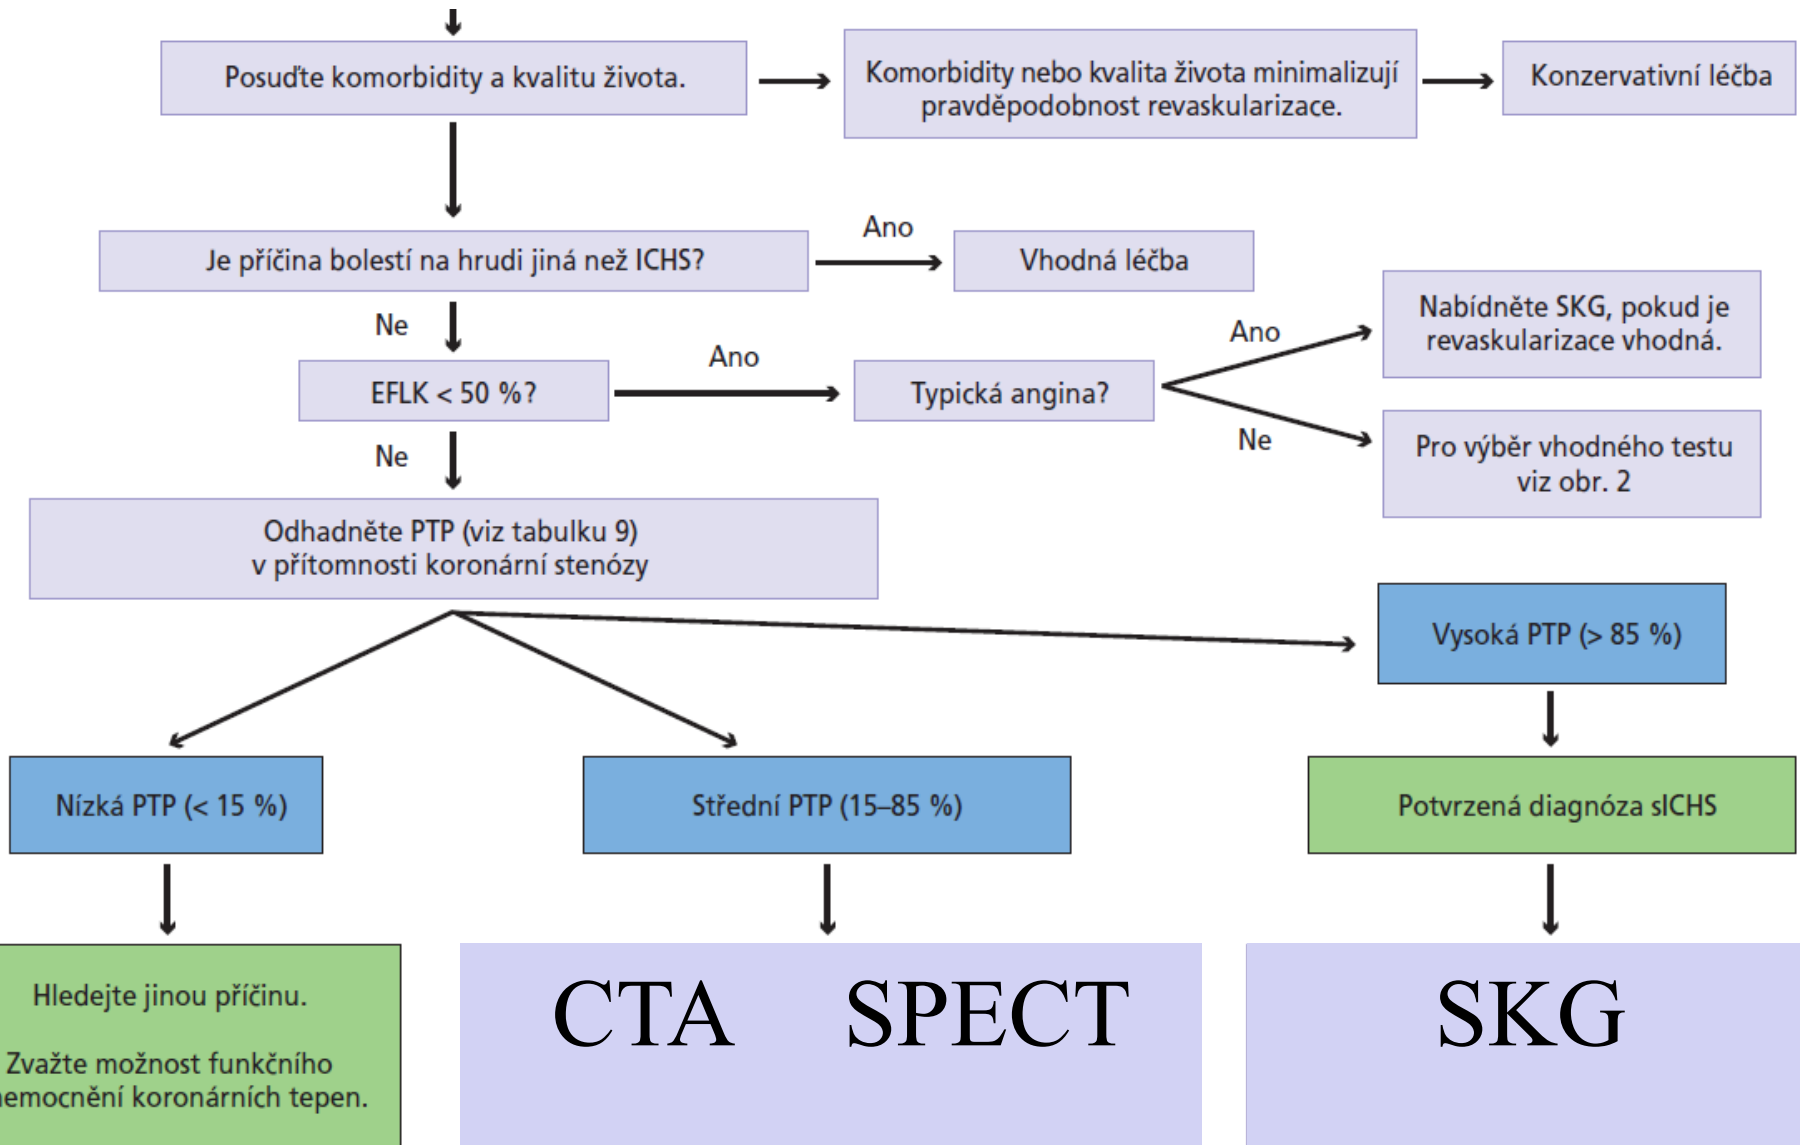 Posuďte komorbidity a kvalitu života.
Komorbidity nebo kvalita života minimalizují
pravděpodobnost revaskularizace.
Konzervativní léčba
Je příčina bolestí na hrudi jiná než ICHS?
Ano
Vhodná léčba
Ne
EFLK < 50 %?
Ano
Typická angina?
Ano
Nabídněte SKG, pokud je
revaskularizace vhodná.
Ne
Pro výběr vhodného testu
viz obr. 2
Ne
Odhadněte PTP (viz tabulku 9)
v přítomnosti koronární stenózy
Vysoká PTP (> 85 %)
Nízká PTP (< 15 %)
Střední PTP (15–85 %)
Potvrzená diagnóza sICHS
Hledejte jinou příčinu.
Zvažte možnost funkčního
nemocnění koronárních tepen.
CTA SPECT
SKG